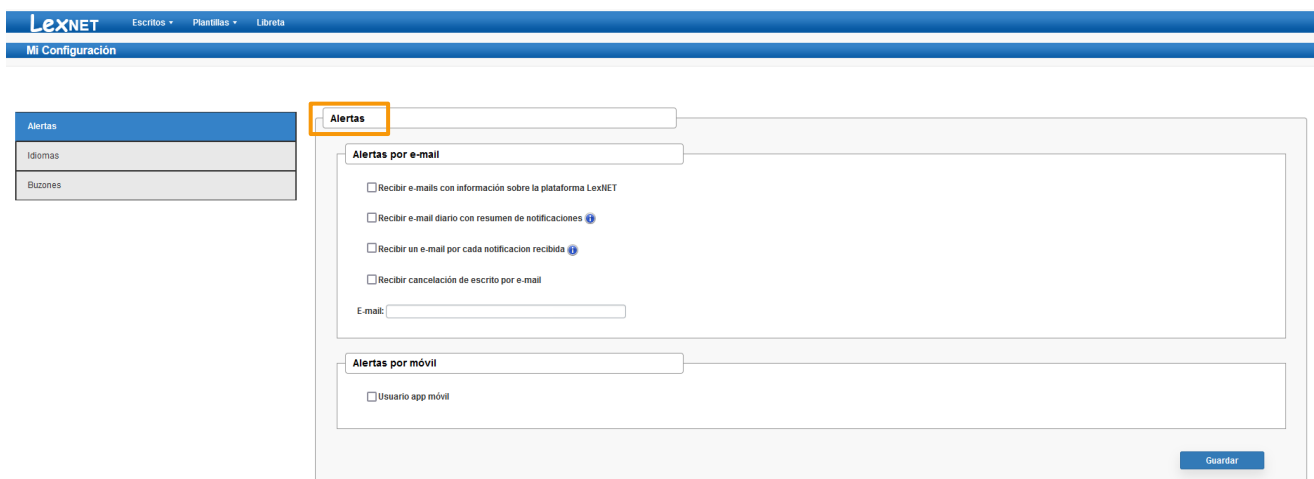 LexNET Escritos Plantillas Libreta
Mi Configuración
Alertas
Idiomas
Buzones
Alertas
Alertas por e-mail
Recibir e-mails con información sobre la plataforma LexNET
Recibir e-mail diario con resumen de notificaciones
Recibir un e-mail por cada notificacion recibida
Recibir cancelación de escrito por e-mail
E-mail:
Alertas por móvil
Usuario app móvil
Guardar